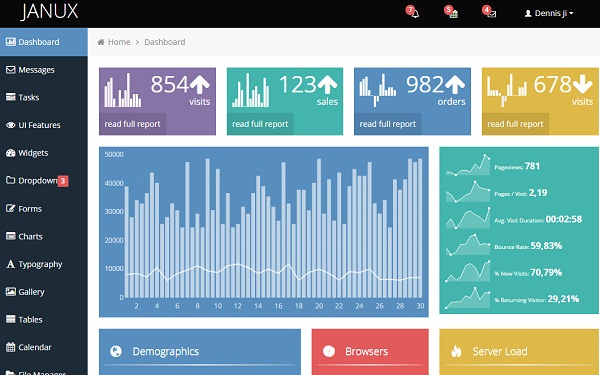 JANUX
7
5
4
Dennis Ji
Dashboard
Messages
Tasks
UI Features
Widgets
Dropdown 3
Forms
Charts
Typography
Gallery
Tables
Calendar
File Manager
Home > Dashboard
854
visits
read full report
123
sales
read full report
982
orders
read full report
678
visits
read full report
50000
40000
30000
20000
10000
0
2 4 6 8 10 12 14 16 18 20 22 24 26 28 30
Pageviews: 781
Pages / Visit: 2,19
Avg. Visit Duration: 00:02:58
Bounce Rate: 59,83%
% New Visits: 70,79%
% Returning Visitor: 29,21%
Demographics
Browsers
Server Load